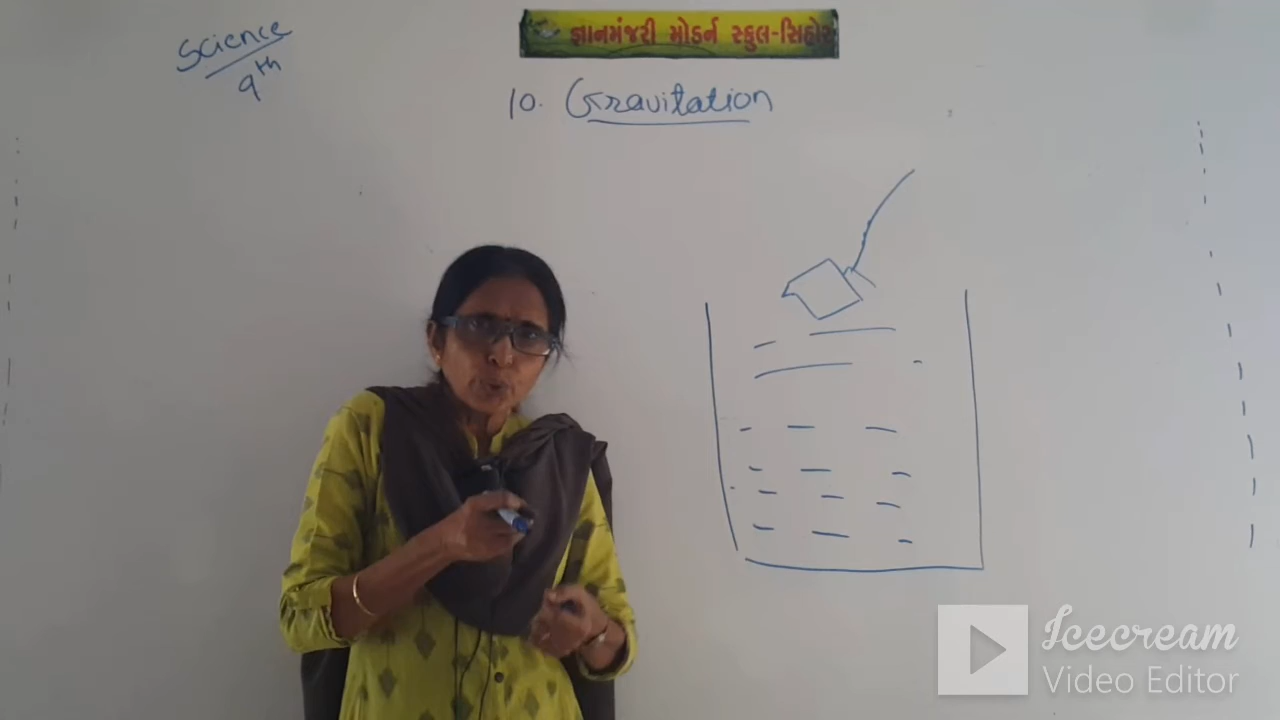 જ્ઞાનમંજરી મોડર્ન સ્કુલ-સિહોર
Science
9th
10. Gravitation
Icecream
Video Editor